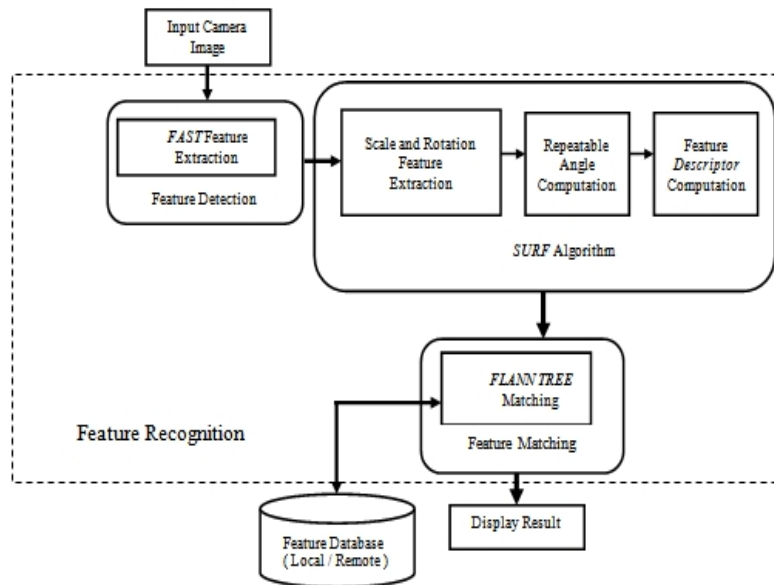 Input Camera
Image
FAST Feature
Extraction
Feature Detection
Scale and Rotation
Feature
Extraction
Repeatable
Angle
Computation
Feature
Descriptor
Computation
SURF Algorithm
FLANN TREE
Matching
Feature Matching
Feature Recognition
Feature Database
( Local / Remote )
Display Result